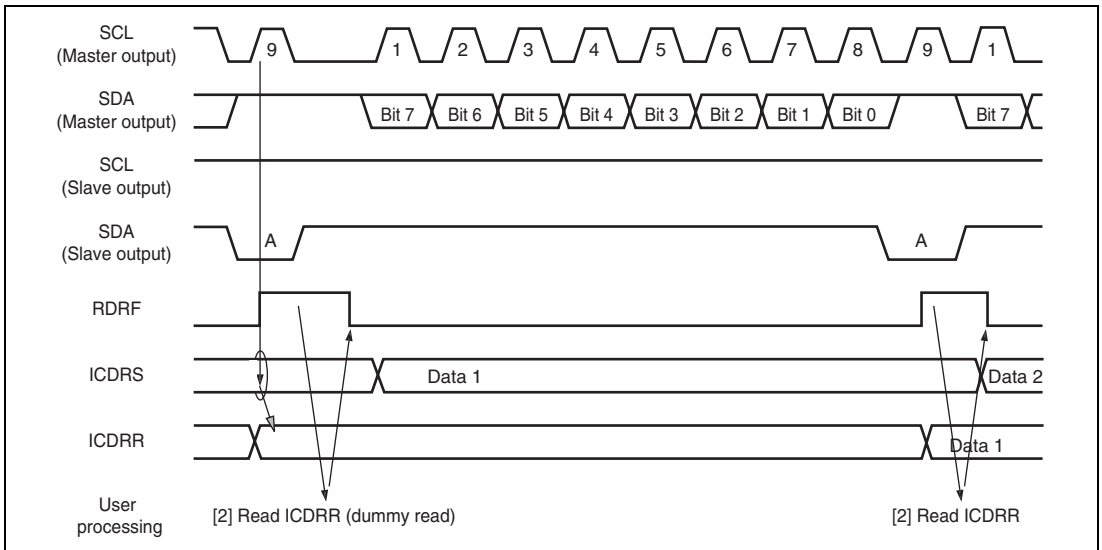 SCL
(Master output)
9 1 2 3 4 5 6 7 8 9 1
SDA
(Master output)
Bit 7 Bit 6 Bit 5 Bit 4 Bit 3 Bit 2 Bit 1 Bit 0 Bit 7
SCL
(Slave output)
SDA
(Slave output)
A A
RDRF
ICDRS
Data 1 Data 2
ICDRR
Data 1
User
processing
[2] Read ICDRR (dummy read) [2] Read ICDRR